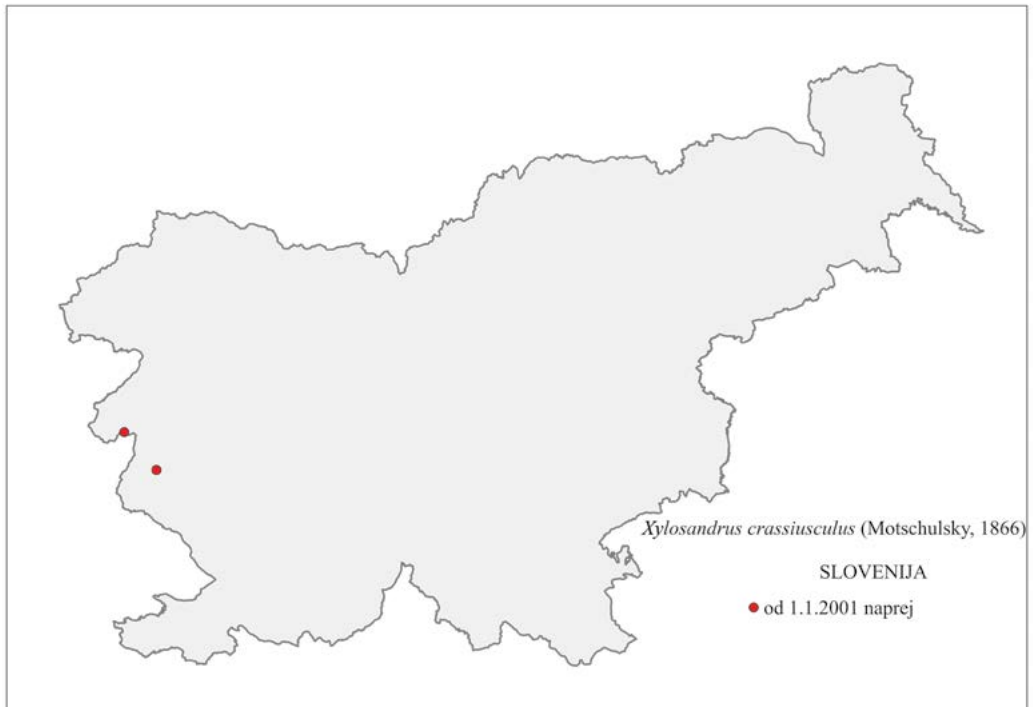 Xylosandrus crassiusculus (Motschulsky, 1866)
SLOVENIJA
od 1.1.2001 naprej